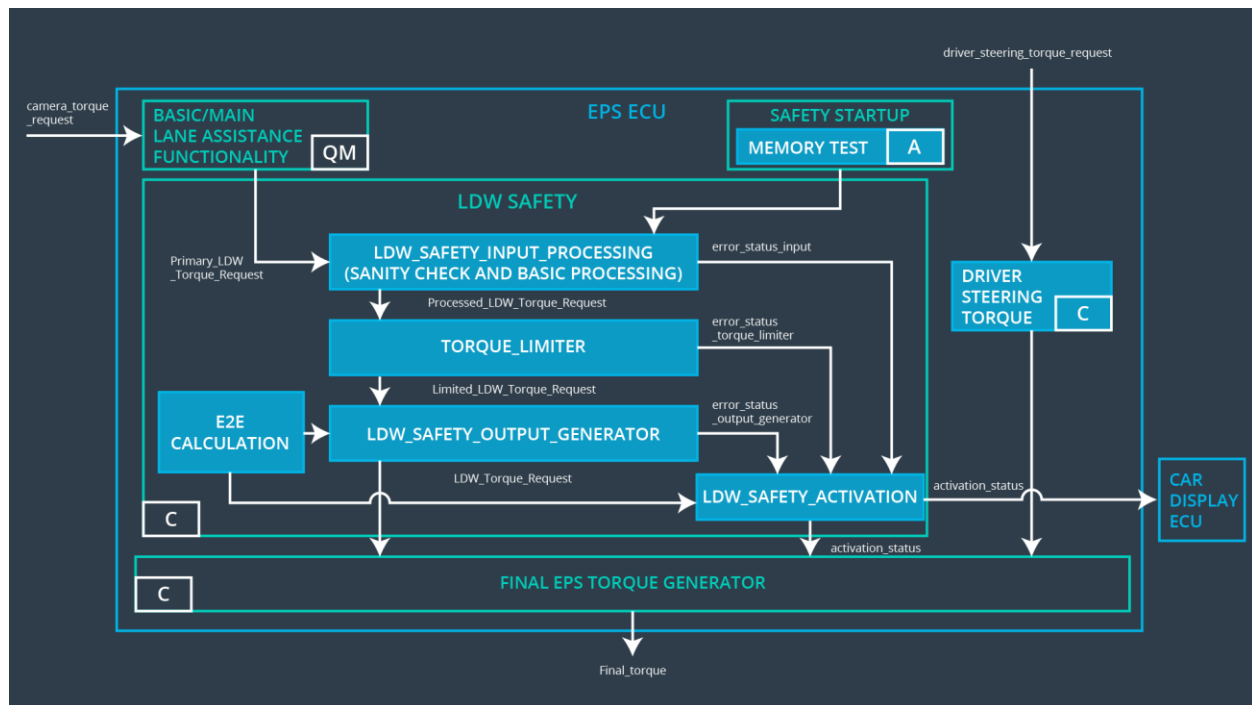 driver_steering_torque_request
camera_torque
_request
BASIC/MAIN
LANE ASSISTANCE
FUNCTIONALITY
QM
EPS ECU
SAFETY STARTUP
MEMORY TEST
A
LDW SAFETY
Primary_LDW
_Torque_Request
LDW_SAFETY_INPUT_PROCESSING
(SANITY CHECK AND BASIC PROCESSING)
error_status_input
DRIVER
STEERING
TORQUE
C
Processed_LDW_Torque_Request
TORQUE_LIMITER
error_status
_torque_limiter
Limited_LDW_Torque_Request
E2E
CALCULATION
LDW_SAFETY_OUTPUT_GENERATOR
error_status
_output_generator
LDW_Torque_Request
LDW_SAFETY_ACTIVATION
activation_status
CAR
DISPLAY
ECU
C
activation_status
FINAL EPS TORQUE GENERATOR
C
Final_torque